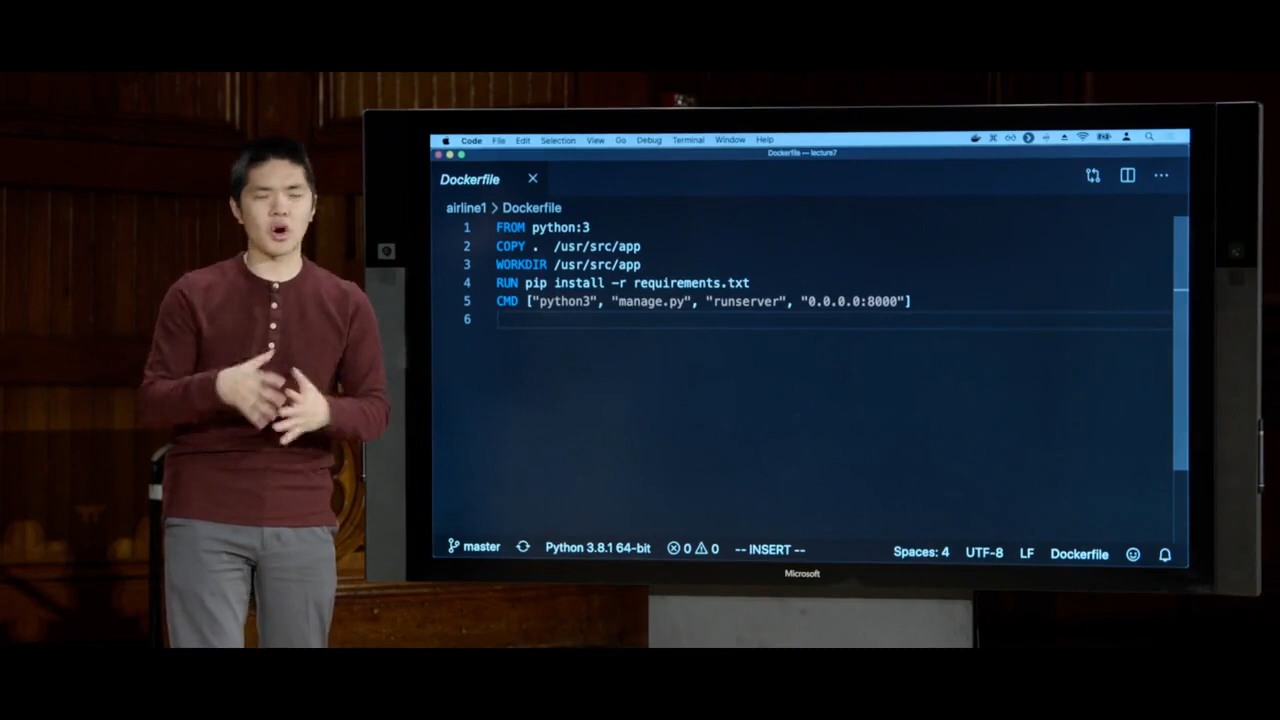 Code File Edit Selection View Go Debug Terminal Window Help
Dockerfile — lecture7
Dockerfile
airline1 > Dockerfile
1 FROM python:3
2 COPY . /usr/src/app
3 WORKDIR /usr/src/app
4 RUN pip install -r requirements.txt
5 CMD ["python3", "manage.py", "runserver", "0.0.0.0:8000"]
6
master Python 3.8.1 64-bit 0 0 -- INSERT -- Spaces: 4 UTF-8 LF Dockerfile
Microsoft